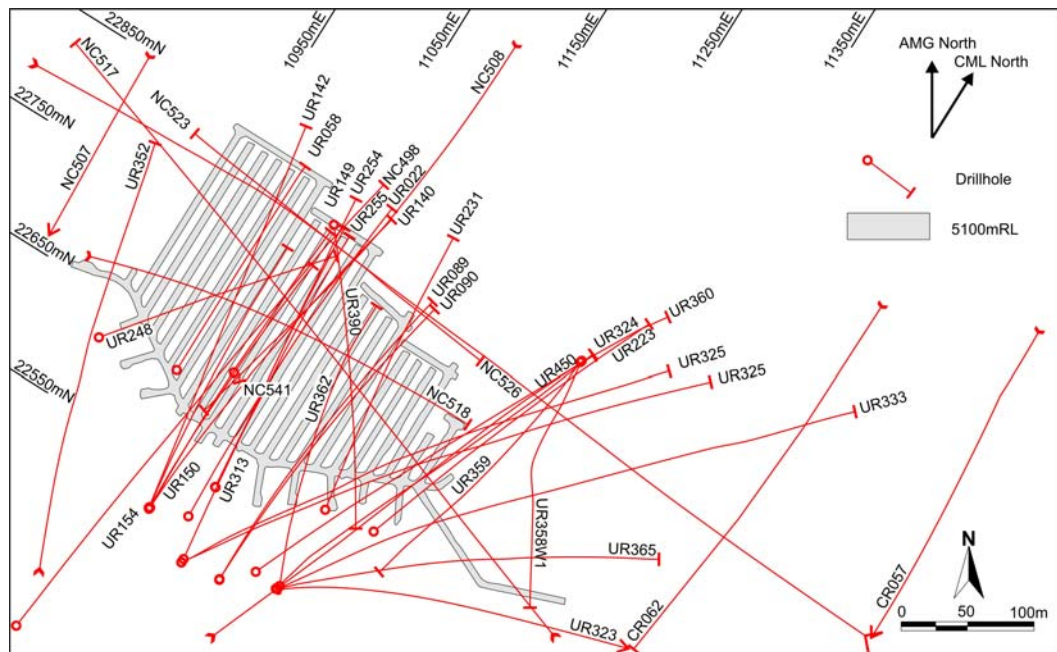 22850mN
10950mE
11050mE
11150mE
11250mE
11350mE
AMG North
CML North
NC517
NC508
22750mN
NC523
UR142
UR058
NC507
UR352
UR149
UR254
NC498
UR022
UR255
UR140
Drillhole
UR231
5100mRL
22650mN
UR089
UR090
UR248
UR390
UR324
UR360
UR223
UR450
UR325
UR325
NC526
22550mN
NC541
UR362
NC518
UR333
UR150
UR313
UR359
UR154
UR358W1
UR365
N
CR057
CR062
UR323
0 50 100m